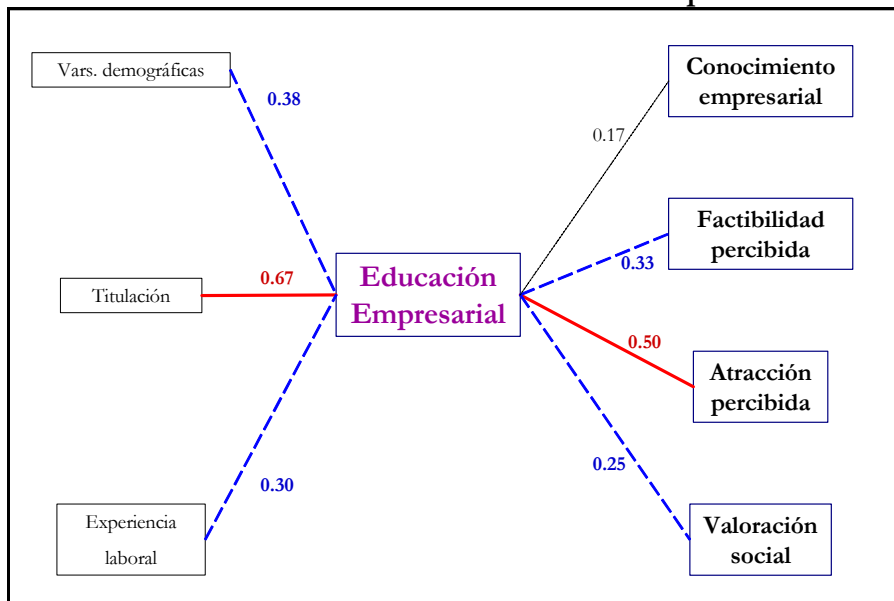 Vars. demográficas
0.38
Titulación
0.67
Experiencia
laboral
0.30
Educación
Empresarial
Conocimiento
empresarial
0.17
Factibilidad
percibida
0.33
0.50
Atracción
percibida
0.25
Valoración
social